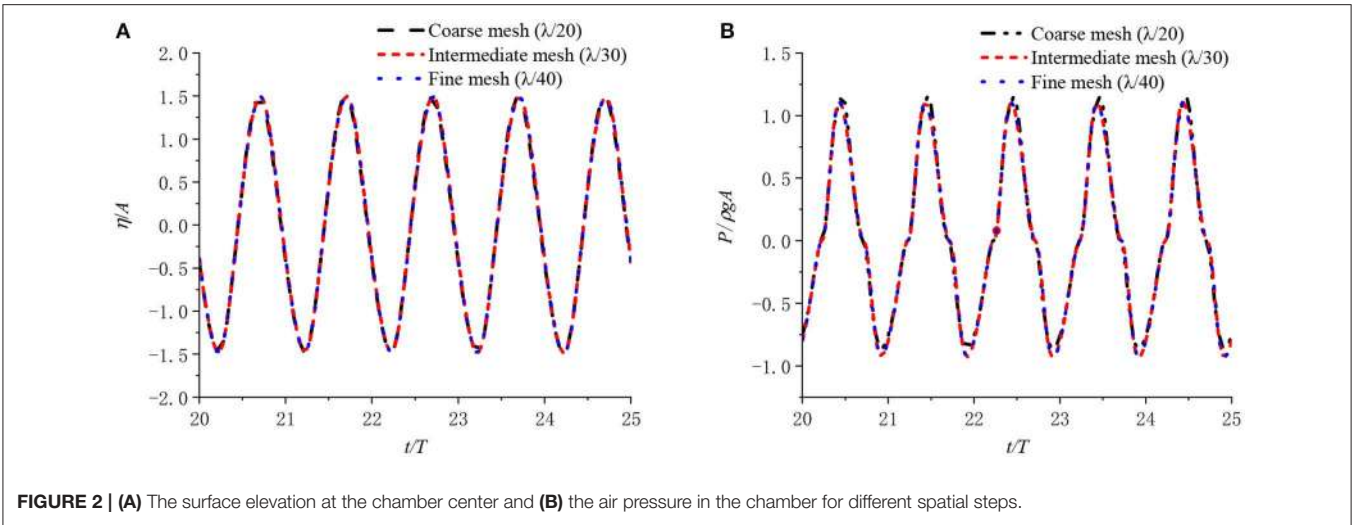 A
Coarse mesh (λ/20)
Intermediate mesh (λ/30)
Fine mesh (λ/40)
2.0
1.5
1.0
0.5
0.0
−0.5
−1.0
−1.5
−2.0
η/A
20 21 22 23 24 25
t/T
B
Coarse mesh (λ/20)
Intermediate mesh (λ/30)
Fine mesh (λ/40)
1.5
1.0
0.5
0.0
−0.5
−1.0
P/ρgA
20 21 22 23 24 25
t/T
FIGURE 2 | (A) The surface elevation at the chamber center and (B) the air pressure in the chamber for different spatial steps.